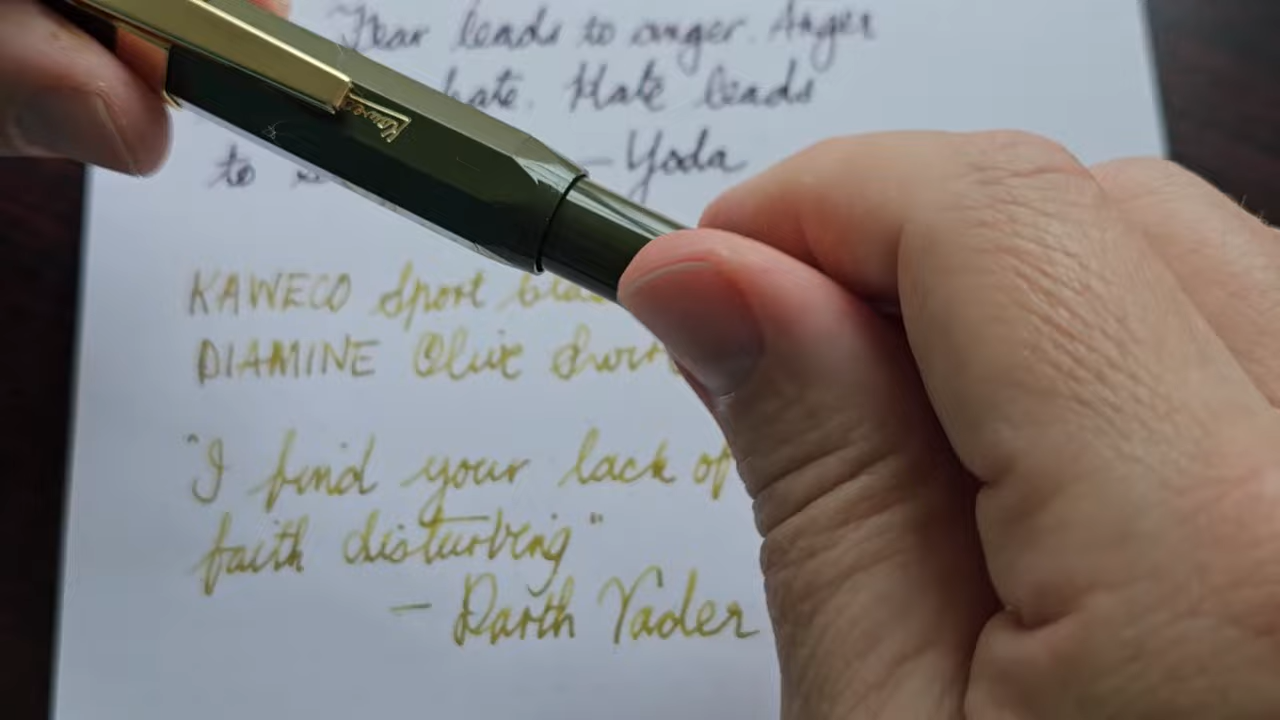 Fear leads to anger. Anger
hate. Hate leads
to
— Yoda
Kaweco
KAWECO Sport
DIAMINE Olive
"I find your lack of
faith disturbing"
— Darth Vader